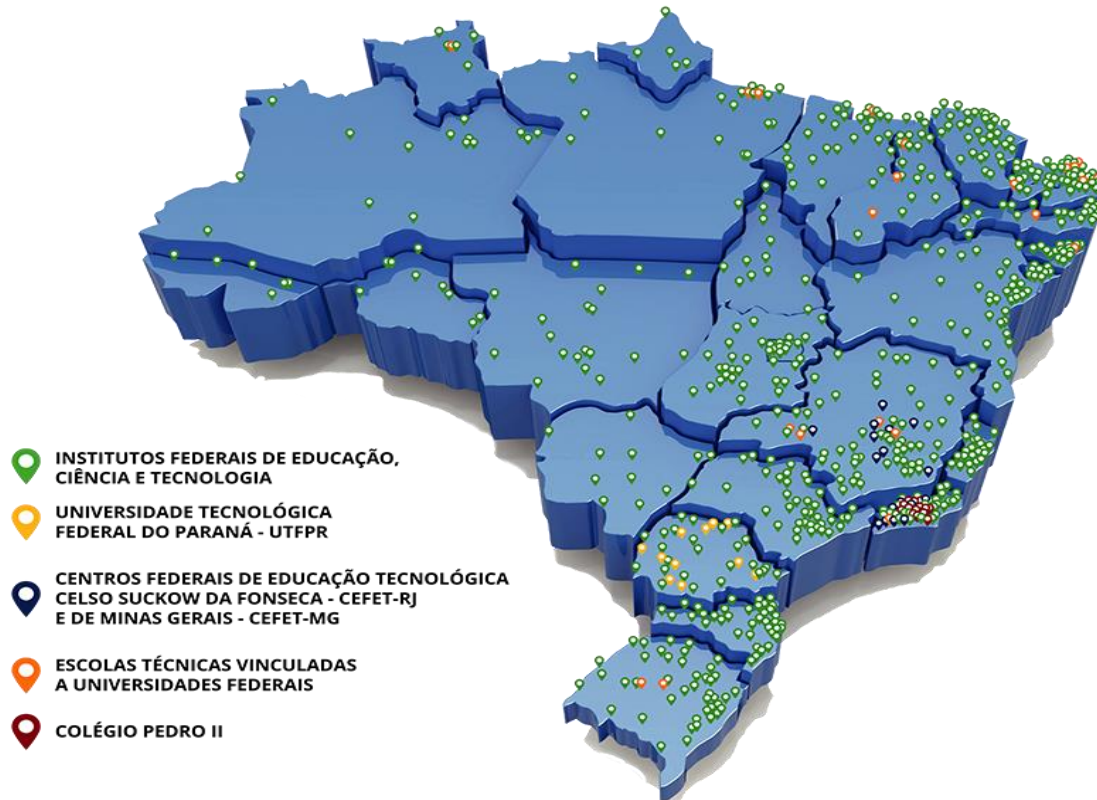 INSTITUTOS FEDERAIS DE EDUCAÇÃO,
CIÊNCIA E TECNOLOGIA
UNIVERSIDADE TECNOLÓGICA
FEDERAL DO PARANÁ - UTFPR
CENTROS FEDERAIS DE EDUCAÇÃO TECNOLÓGICA
CELSO SUCKOW DA FONSECA - CEFET-RJ
E DE MINAS GERAIS - CEFET-MG
ESCOLAS TÉCNICAS VINCULADAS
A UNIVERSIDADES FEDERAIS
COLÉGIO PEDRO II